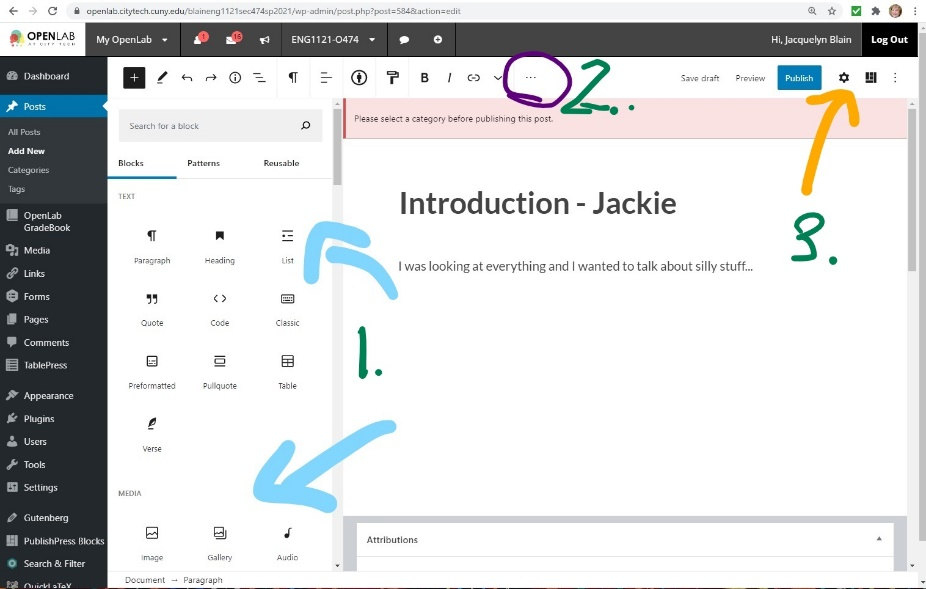 openlab.citytech.cuny.edu/blaineng1121sec474sp2021/wp-admin/post.php?post=584&action=edit
OPENLAB
AT CITY TECH
My OpenLab
1
16
ENG1121-O474
Hi, Jacquelyn Blain
Log Out
Dashboard
Posts
All Posts
Add New
Categories
Tags
OpenLab
GradeBook
Media
Links
Forms
Pages
Comments
TablePress
Appearance
Plugins
Users
Tools
Settings
Gutenberg
PublishPress Blocks
Search & Filter
QuickLaTeX
B I
Save draft
Preview
Publish
2.
Search for a block
Blocks
Patterns
Reusable
TEXT
Paragraph
Heading
List
Quote
Code
Classic
Preformatted
Pullquote
Table
Verse
MEDIA
Image
Gallery
Audio
Please select a category before publishing this post.
Introduction - Jackie
I was looking at everything and I wanted to talk about silly stuff...
3.
1.
Attributions
Document → Paragraph